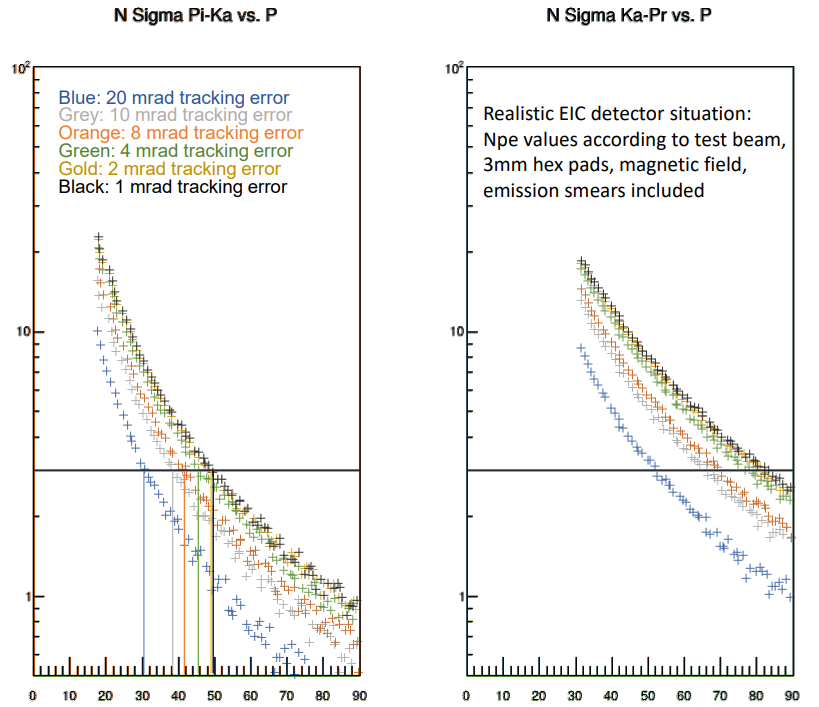 N Sigma Pi-Ka vs. P
10²
Blue: 20 mrad tracking error
Grey: 10 mrad tracking error
Orange: 8 mrad tracking error
Green: 4 mrad tracking error
Gold: 2 mrad tracking error
Black: 1 mrad tracking error
10
1
0 10 20 30 40 50 60 70 80 90
N Sigma Ka-Pr vs. P
10²
Realistic EIC detector situation:
Npe values according to test beam,
3mm hex pads, magnetic field,
emission smears included
10
1
0 10 20 30 40 50 60 70 80 90